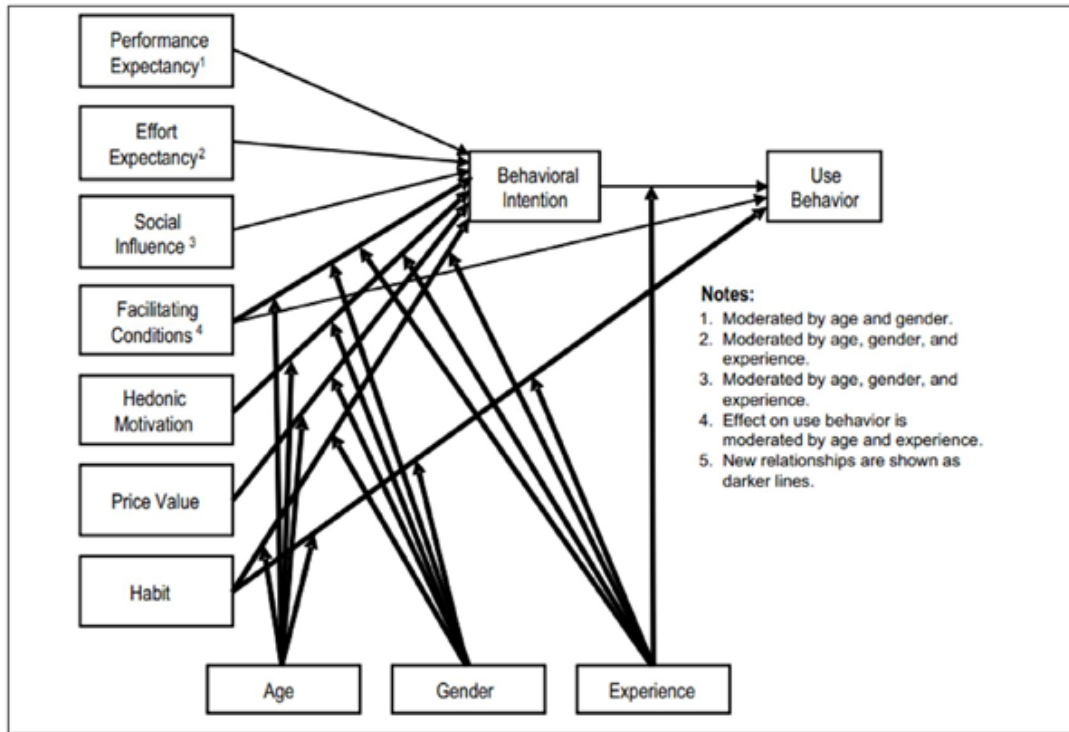 Performance
Expectancy1
Effort
Expectancy2
Social
Influence 3
Facilitating
Conditions 4
Hedonic
Motivation
Price Value
Habit
Behavioral
Intention
Use
Behavior
Notes:
1. Moderated by age and gender.
2. Moderated by age, gender, and
experience.
3. Moderated by age, gender, and
experience.
4. Effect on use behavior is
moderated by age and experience.
5. New relationships are shown as
darker lines.
Age
Gender
Experience